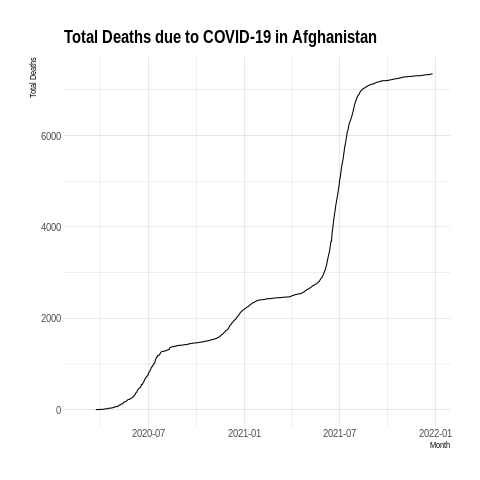 Total Deaths due to COVID-19 in Afghanistan
Total Deaths
6000
4000
2000
0
2020-07 2021-01 2021-07 2022-01
Month